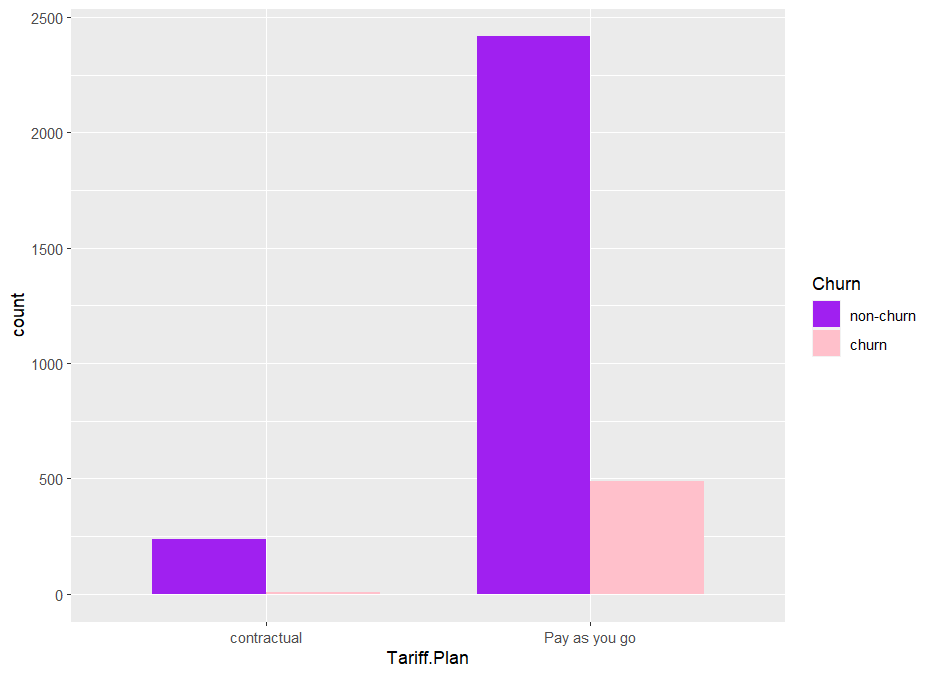 2500
2000
1500
1000
500
0
count
contractual
Pay as you go
Tariff.Plan
Churn
non-churn
churn